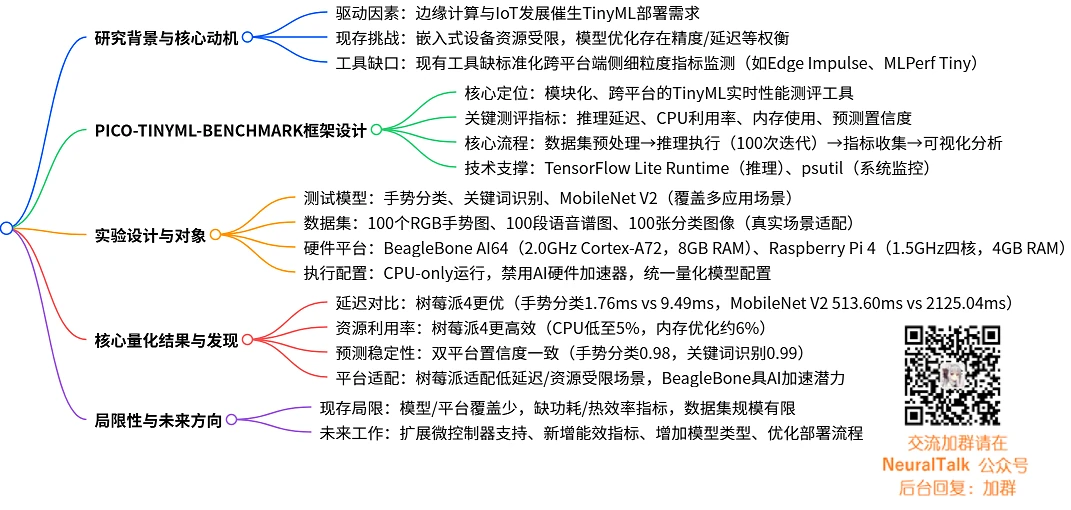 研究背景与核心动机
驱动因素：边缘计算与IoT发展催生TinyML部署需求
现存挑战：嵌入式设备资源受限，模型优化存在精度/延迟等权衡
工具缺口：现有工具缺标准化跨平台端侧细粒度指标监测（如Edge Impulse、MLPerf Tiny）
PICO-TINYML-BENCHMARK框架设计
核心定位：模块化、跨平台的TinyML实时性能测评工具
关键测评指标：推理延迟、CPU利用率、内存使用、预测置信度
核心流程：数据集预处理→推理执行（100次迭代）→指标收集→可视化分析
技术支撑：TensorFlow Lite Runtime（推理）、psutil（系统监控）
实验设计与对象
测试模型：手势分类、关键词识别、MobileNet V2（覆盖多应用场景）
数据集：100个RGB手势图、100段语音谱图、100张分类图像（真实场景适配）
硬件平台：BeagleBone AI64（2.0GHz Cortex-A72，8GB RAM）、Raspberry Pi 4（1.5GHz四核，4GB RAM）
执行配置：CPU-only运行，禁用AI硬件加速器，统一量化模型配置
核心量化结果与发现
延迟对比：树莓派4更优（手势分类1.76ms vs 9.49ms，MobileNet V2 513.60ms vs 2125.04ms）
资源利用率：树莓派4更高效（CPU低至5%，内存优化约6%）
预测稳定性：双平台置信度一致（手势分类0.98，关键词识别0.99）
平台适配：树莓派适配低延迟/资源受限场景，BeagleBone具AI加速潜力
局限性与未来方向
现存局限：模型/平台覆盖少，缺功耗/热效率指标，数据集规模有限
未来工作：扩展微控制器支持、新增能效指标、增加模型类型、优化部署流程
交流加群请在
NeuralTalk 公众号
后台回复：加群